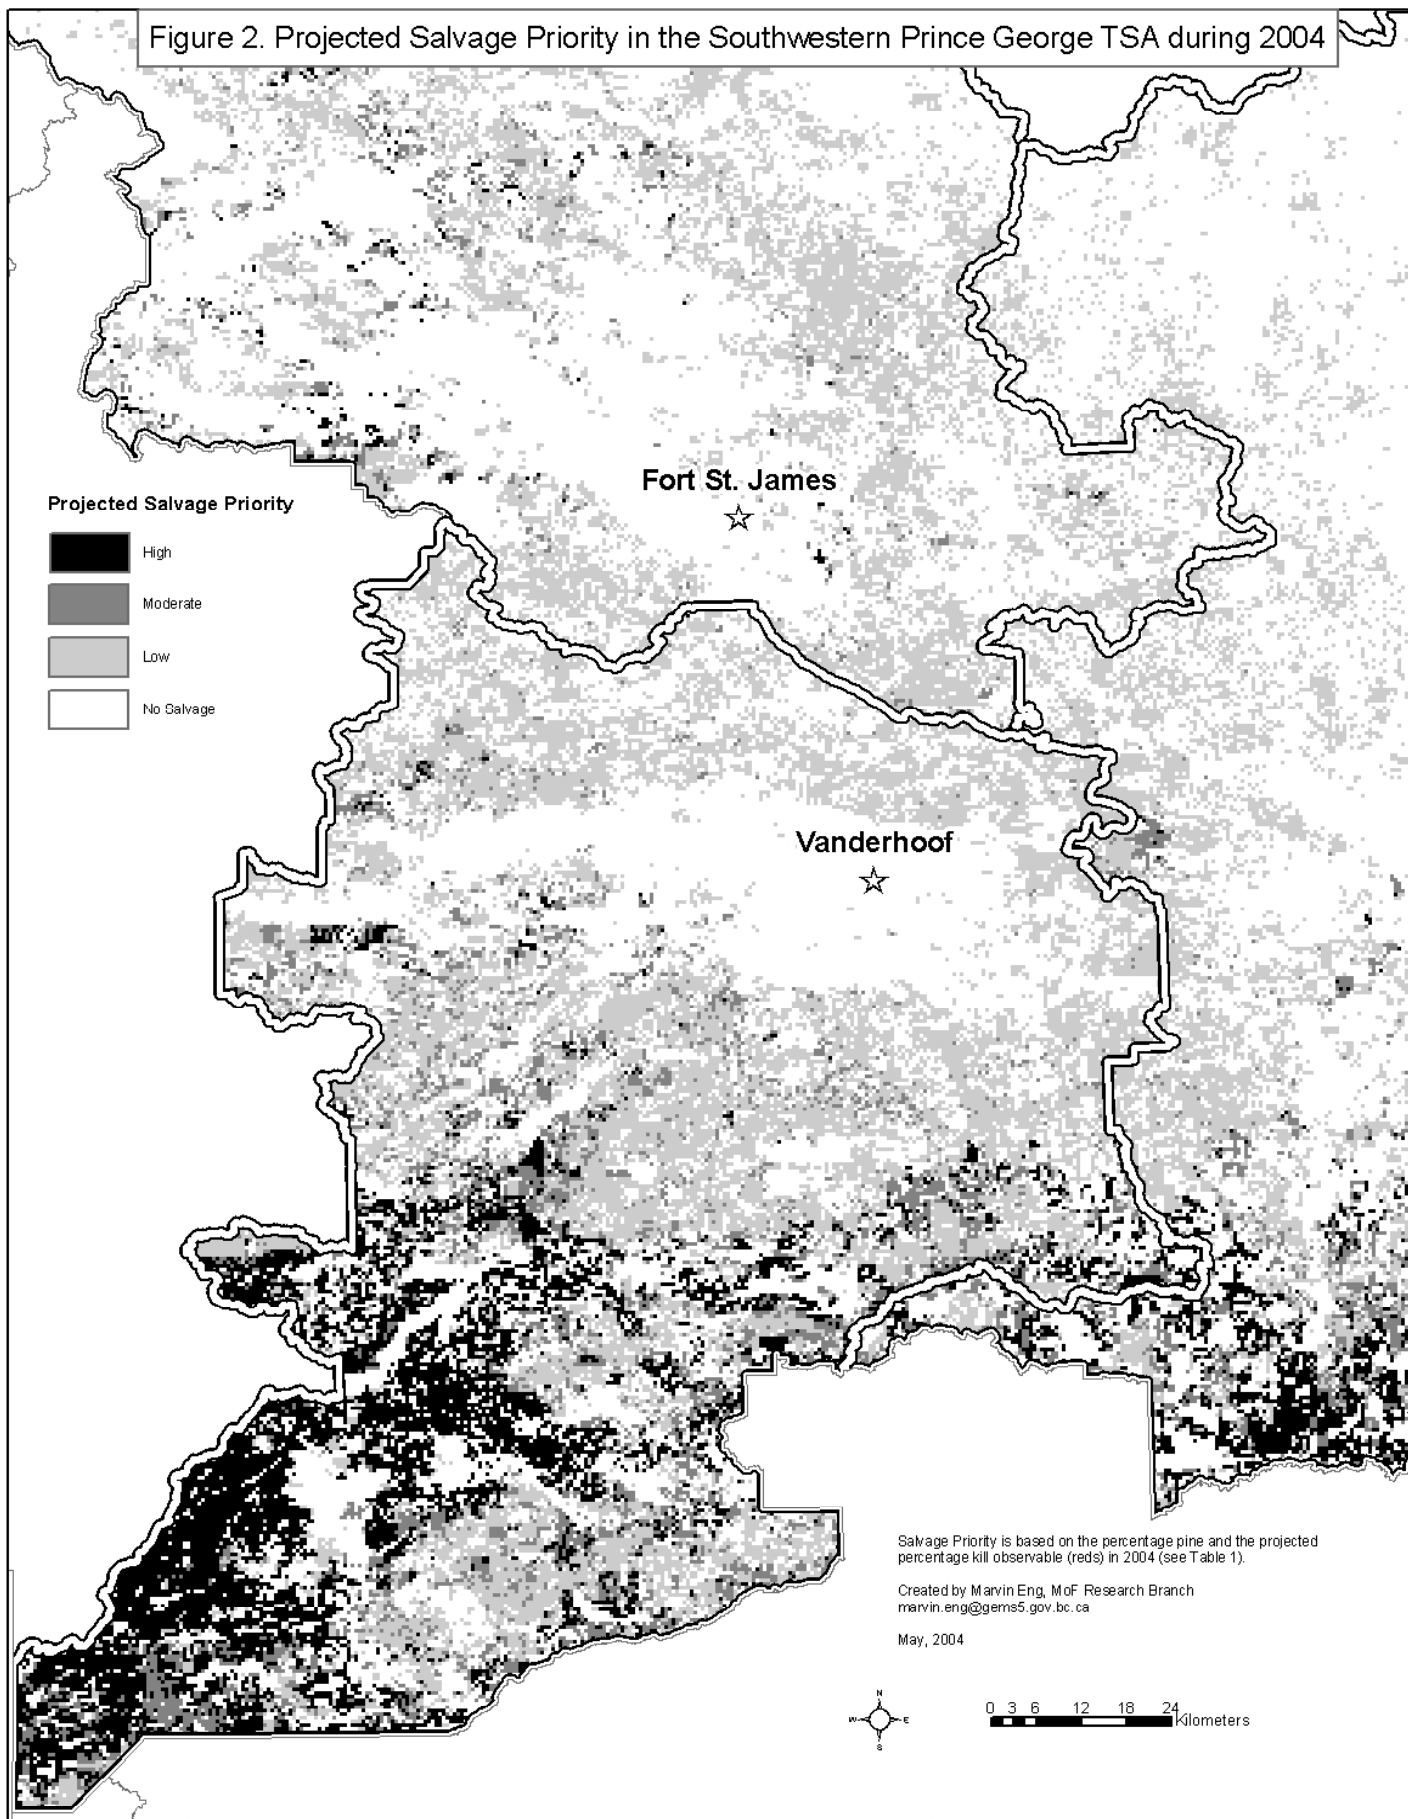 Figure 2. Projected Salvage Priority in the Southwestern Prince George TSA during 2004
Fort St. James
Projected Salvage Priority
High
Moderate
Low
No Salvage
Vanderhoof
Salvage Priority is based on the percentage pine and the projected
percentage kill observable (reds) in 2004 (see Table 1).
Created by Marvin Eng, MoF Research Branch
marvin.eng@gems5.gov.bc.ca
May, 2004
N
W E
S
0 3 6 12 18 24
Kilometers